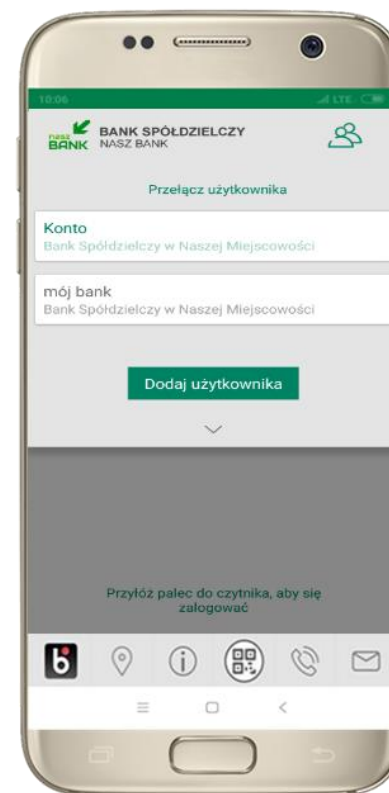 10:06 LTE
nasz BANK
BANK SPÓŁDZIELCZY
NASZ BANK
Przełącz użytkownika
Konto
Bank Spółdzielczy w Naszej Miejscowości
mój bank
Bank Spółdzielczy w Naszej Miejscowości
Dodaj użytkownika
Przyłóż palec do czytnika, aby się
zalogować
b